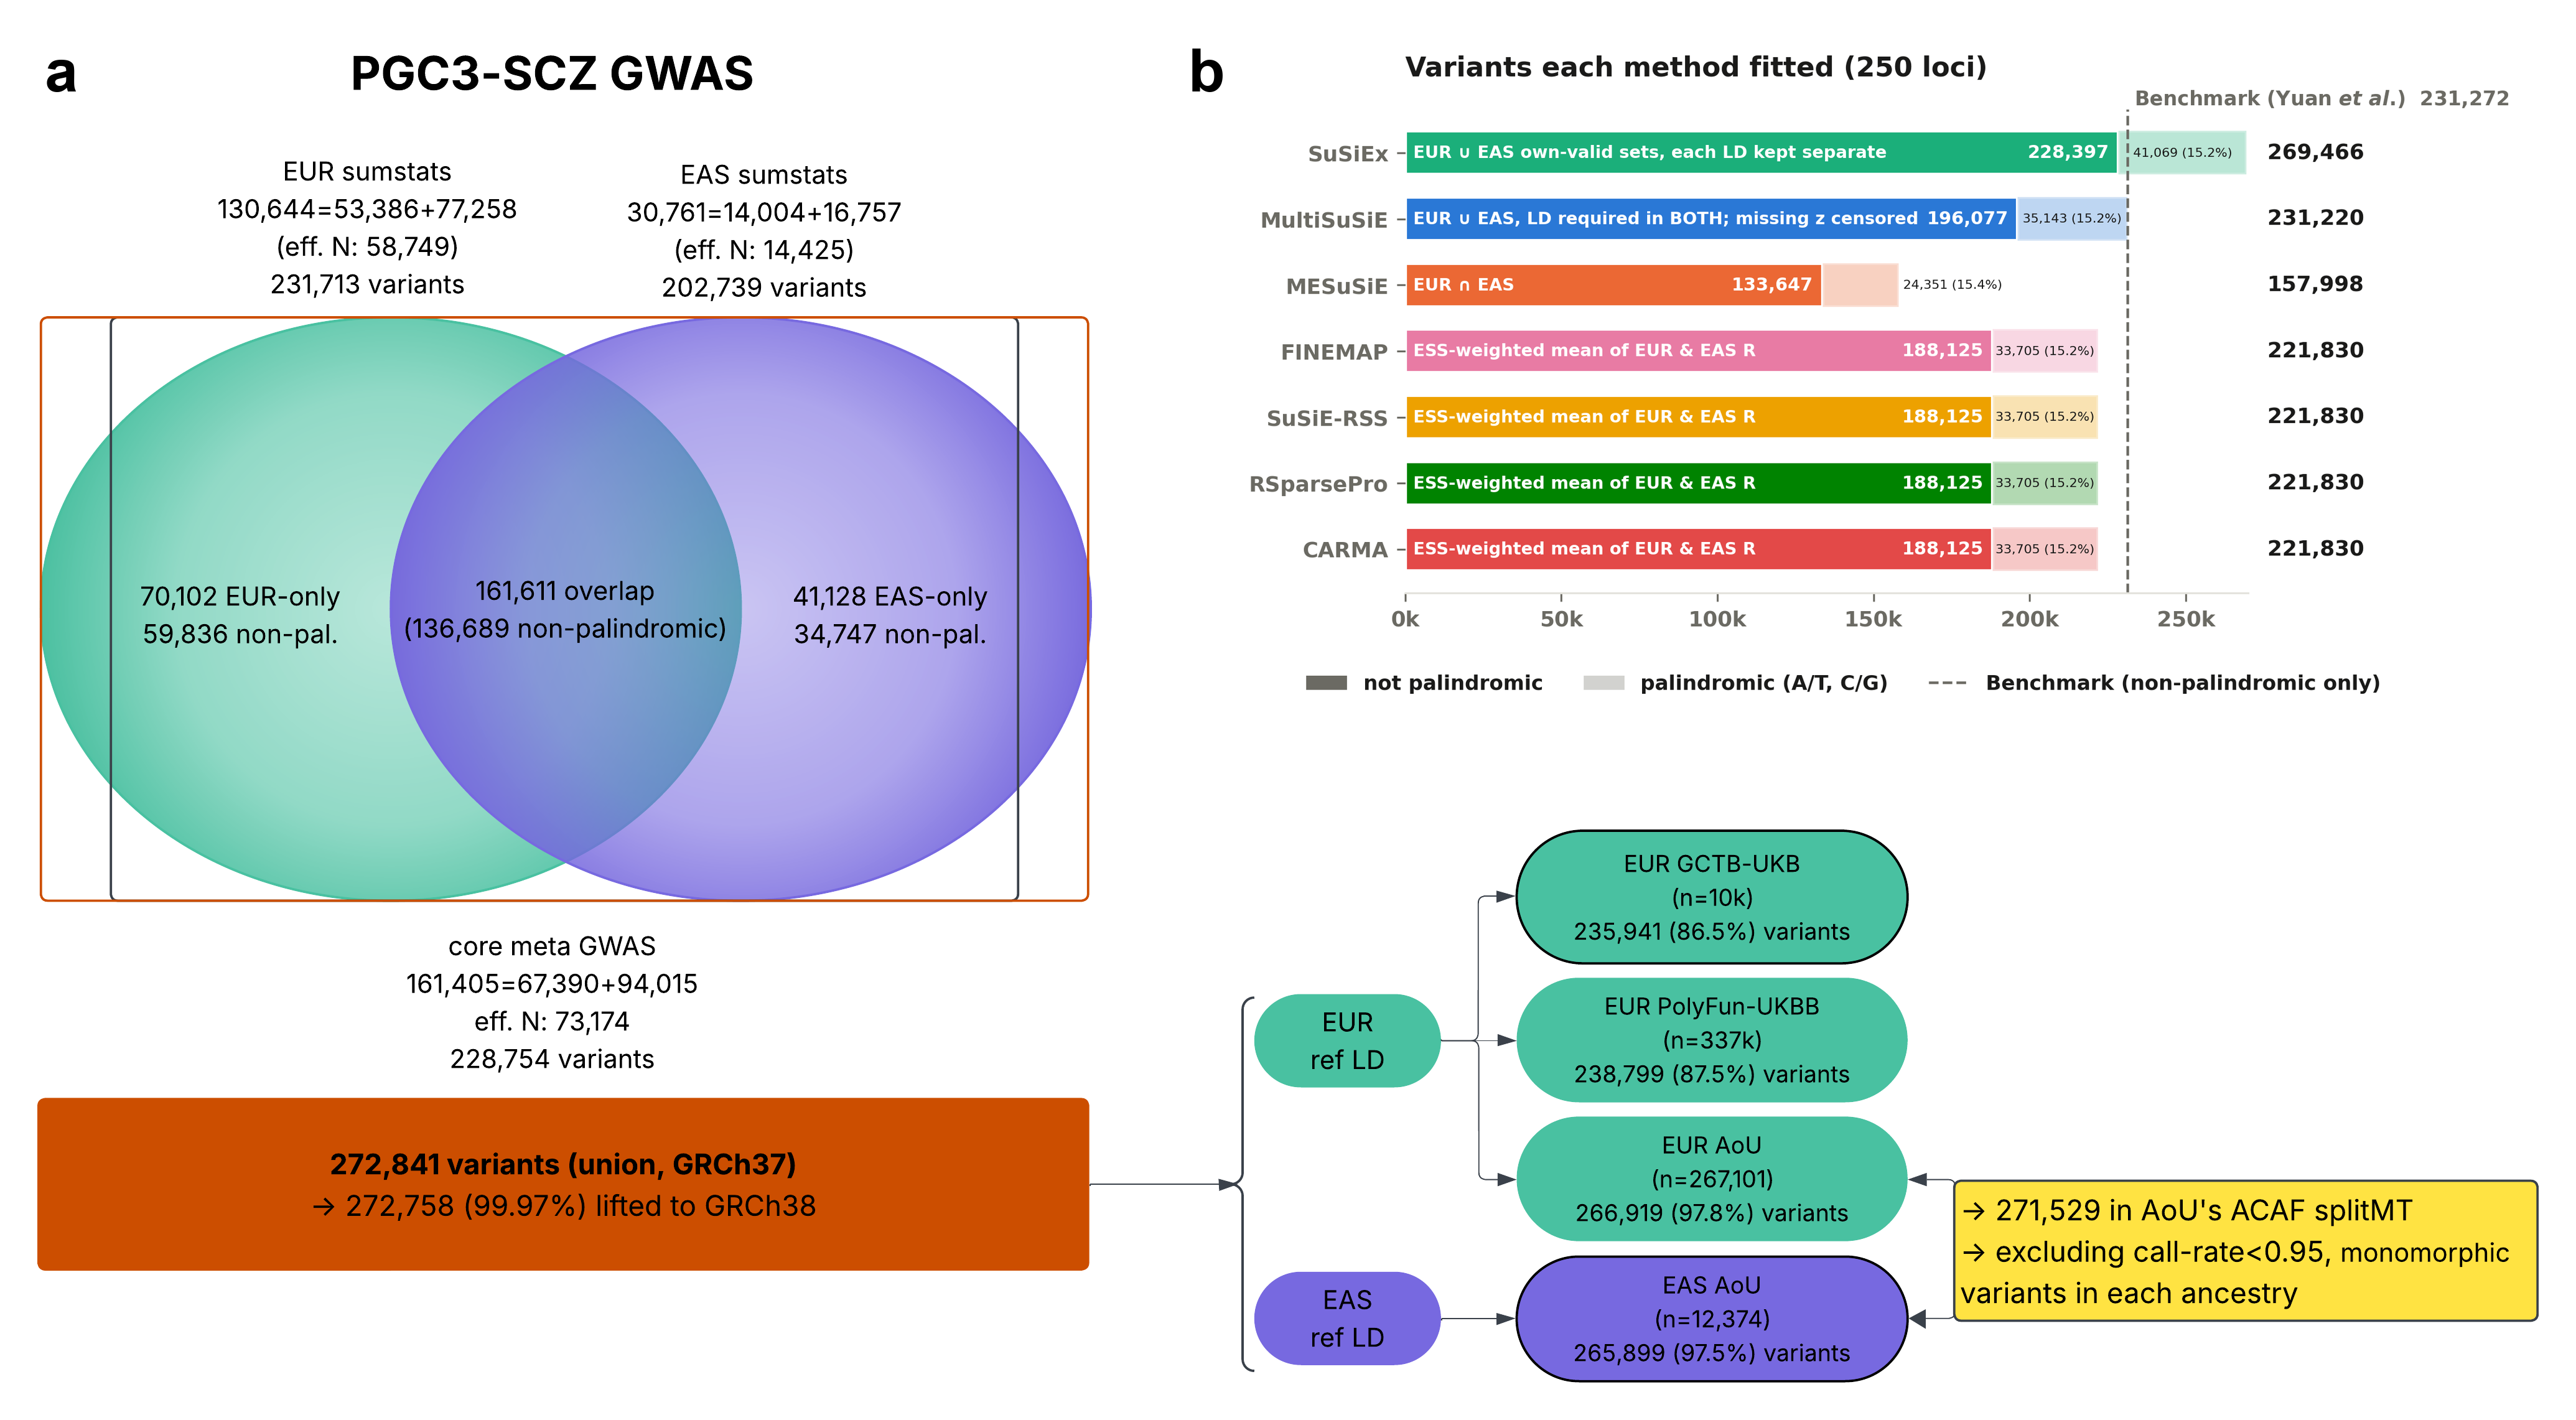 a
PGC3-SCZ GWAS
EUR sumstats
130,644=53,386+77,258
(eff. N: 58,749)
231,713 variants
EAS sumstats
30,761=14,004+16,757
(eff. N: 14,425)
202,739 variants
70,102 EUR-only
59,836 non-pal.
161,611 overlap
(136,689 non-palindromic)
41,128 EAS-only
34,747 non-pal.
core meta GWAS
161,405=67,390+94,015
eff. N: 73,174
228,754 variants
272,841 variants (union, GRCh37)
→ 272,758 (99.97%) lifted to GRCh38
b
Variants each method fitted (250 loci)
Benchmark (Yuan et al.) 231,272
SuSiEx EUR ∪ EAS own-valid sets, each LD kept separate 228,397 41,069 (15.2%) 269,466
MultiSuSiE EUR ∪ EAS, LD required in BOTH; missing z censored 196,077 35,143 (15.2%) 231,220
MESuSiE EUR ∩ EAS 133,647 24,351 (15.4%) 157,998
FINEMAP ESS-weighted mean of EUR & EAS R 188,125 33,705 (15.2%) 221,830
SuSiE-RSS ESS-weighted mean of EUR & EAS R 188,125 33,705 (15.2%) 221,830
RSparsePro ESS-weighted mean of EUR & EAS R 188,125 33,705 (15.2%) 221,830
CARMA ESS-weighted mean of EUR & EAS R 188,125 33,705 (15.2%) 221,830
0k 50k 100k 150k 200k 250k
not palindromic palindromic (A/T, C/G) Benchmark (non-palindromic only)
EUR
ref LD
EUR GCTB-UKB
(n=10k)
235,941 (86.5%) variants
EUR PolyFun-UKBB
(n=337k)
238,799 (87.5%) variants
EUR AoU
(n=267,101)
266,919 (97.8%) variants
EAS
ref LD
EAS AoU
(n=12,374)
265,899 (97.5%) variants
→ 271,529 in AoU's ACAF splitMT
→ excluding call-rate<0.95, monomorphic
variants in each ancestry